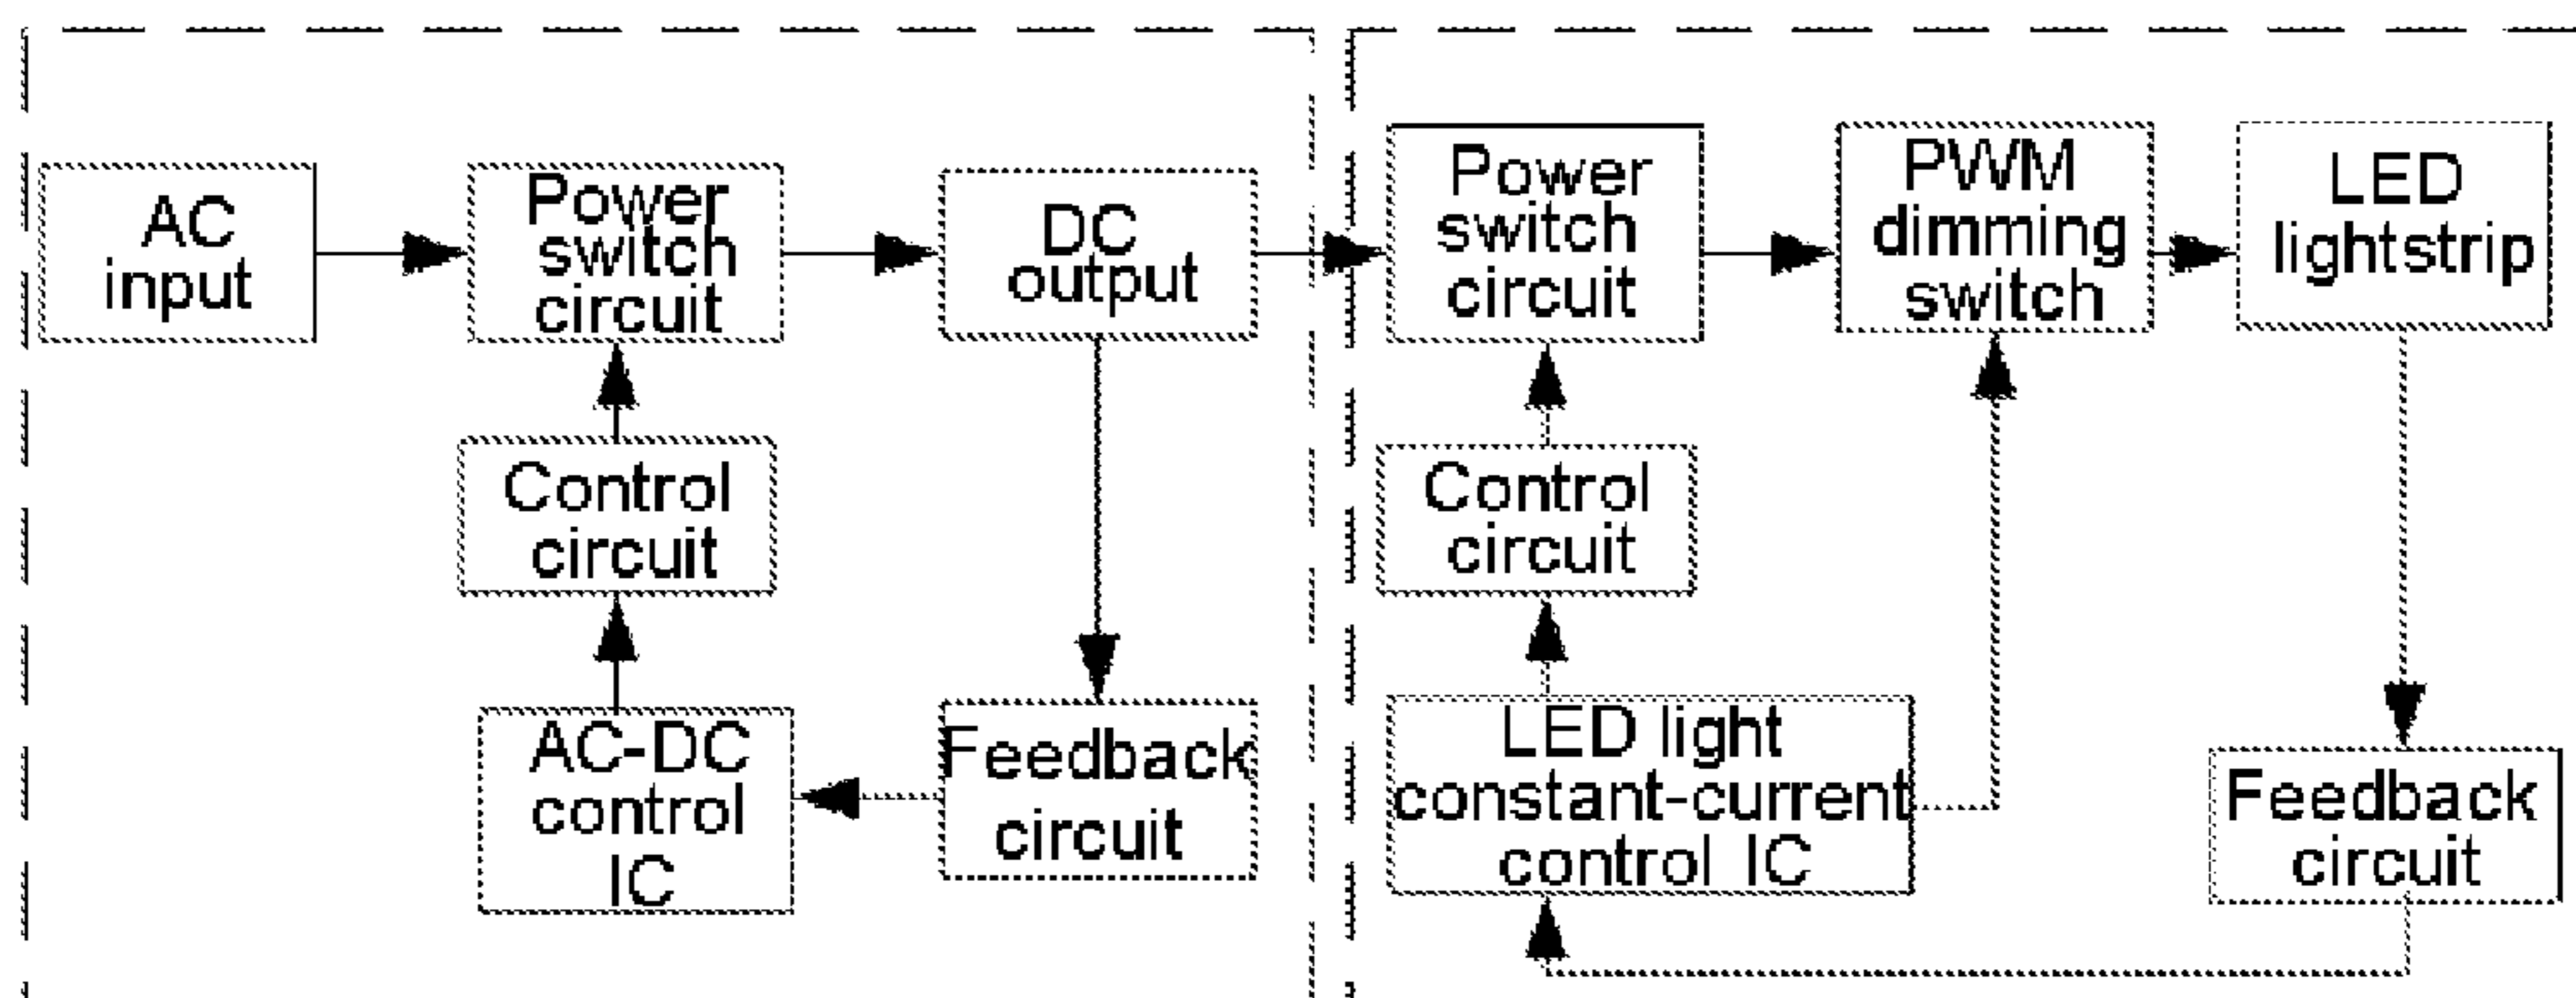 AC
input
Power
switch
circuit
DC
output
Power
switch
circuit
PWM
dimming
switch
LED
lightstrip
Control
circuit
Control
circuit
AC-DC
control
IC
Feedback
circuit
LED light
constant-current
control IC
Feedback
circuit